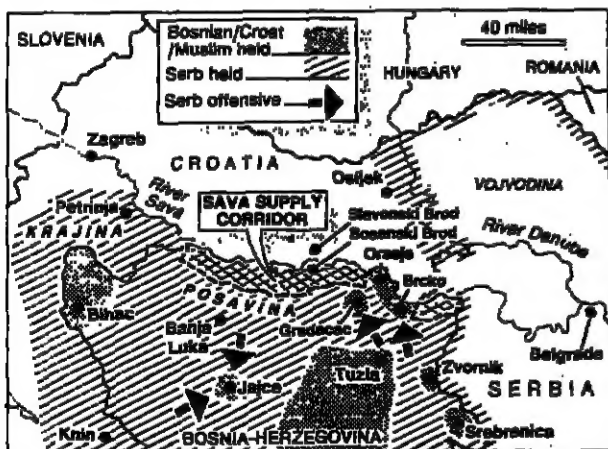 SLOVENIA
Bosnian/Croat
/Muslim held
Serb held
Serb offensive
40 miles
HUNGARY
ROMANIA
Zagreb
CROATIA
Osijek
VOJVODINA
River
Sava
SAVA SUPPLY
CORRIDOR
Petrinja
KRAJINA
Slavonski Brod
Bosanski Brod
Orasje
River Danube
Brcko
POSAVINA
Bihac
Banja
Luka
Gradacac
Belgrade
Jajce
Tuzla
Zvornik
SERBIA
Knin
BOSNIA-HERZEGOVINA
Srebrenica